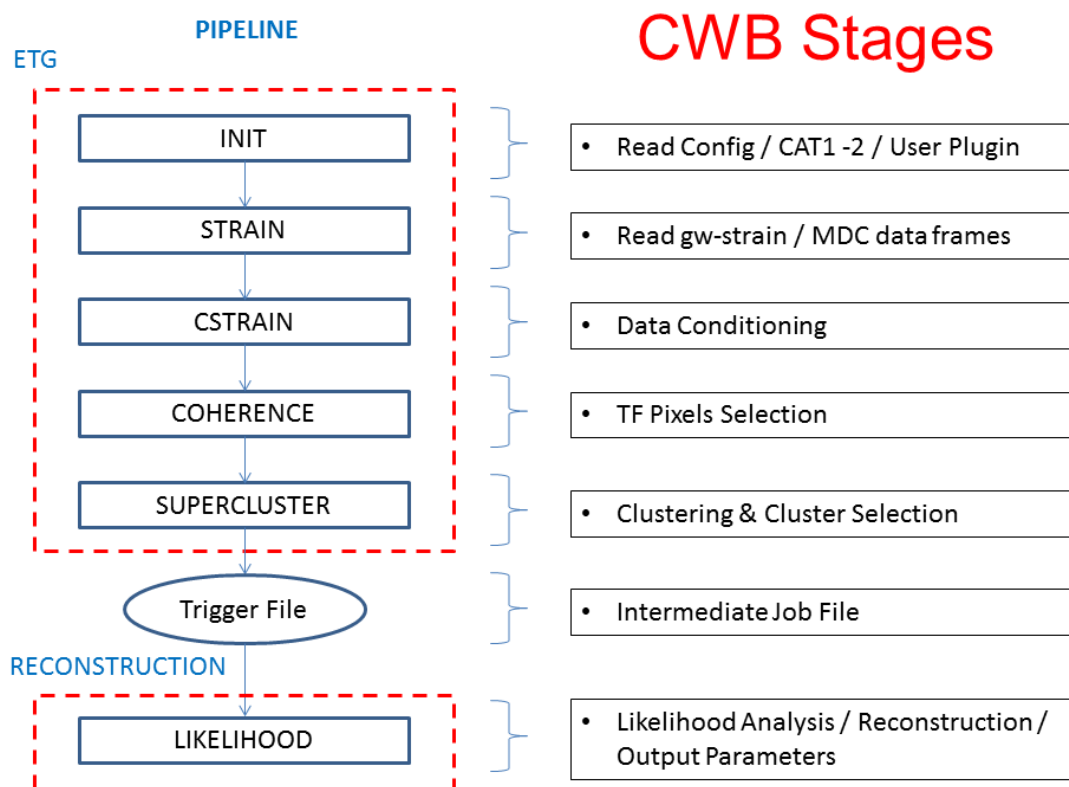 PIPELINE
CWB Stages
ETG
INIT
• Read Config / CAT1 -2 / User Plugin
STRAIN
• Read gw-strain / MDC data frames
CSTRAIN
• Data Conditioning
COHERENCE
• TF Pixels Selection
SUPERCLUSTER
• Clustering & Cluster Selection
Trigger File
• Intermediate Job File
RECONSTRUCTION
LIKELIHOOD
• Likelihood Analysis / Reconstruction /
Output Parameters